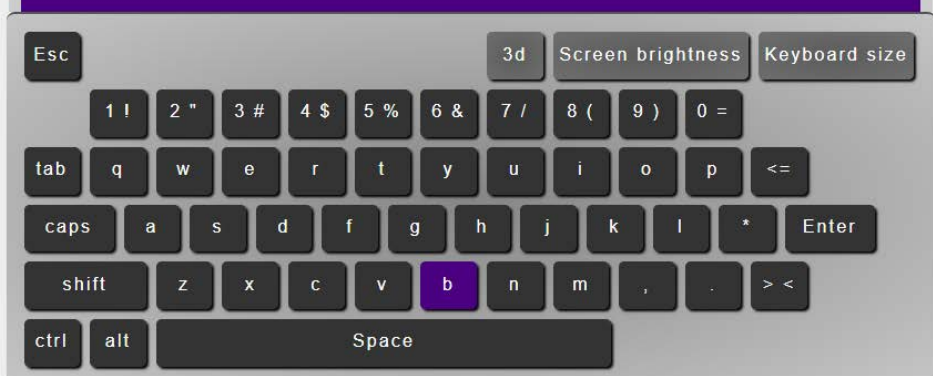 Esc 3d Screen brightness Keyboard size
1 ! 2 " 3 # 4 $ 5 % 6 & 7 / 8 ( 9 ) 0 =
tab q w e r t y u i o p <=
caps a s d f g h j k l * Enter
shift z x c v b n m , . > <
ctrl alt Space